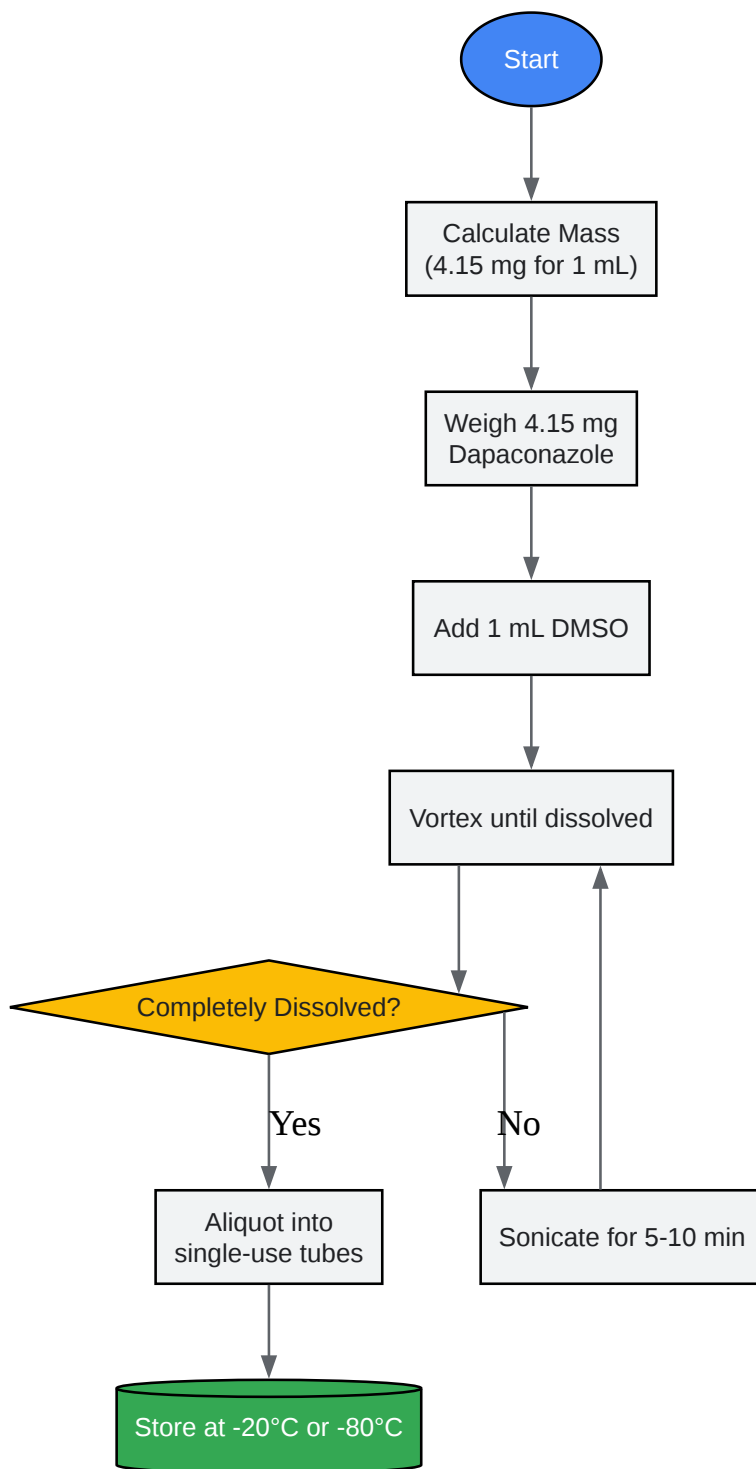 Start
Calculate Mass
(4.15 mg for 1 mL)
Weigh 4.15 mg
Dapaconazole
Add 1 mL DMSO
Vortex until dissolved
Completely Dissolved?
Yes
No
Aliquot into
single-use tubes
Sonicate for 5-10 min
Store at -20°C or -80°C